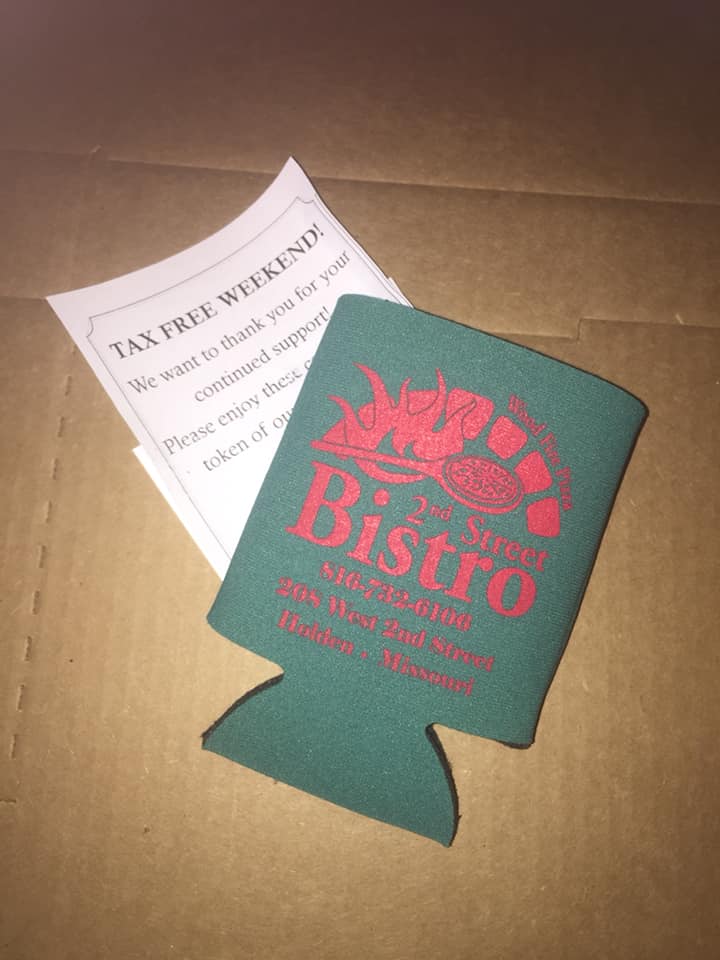 TAX FREE WEEKEND!
We want to thank you for your
continued support!
Please enjoy these
token of
Wood Fire Pizza
2nd Street
Bistro
816-732-6106
208 West 2nd Street
Holden • Missouri